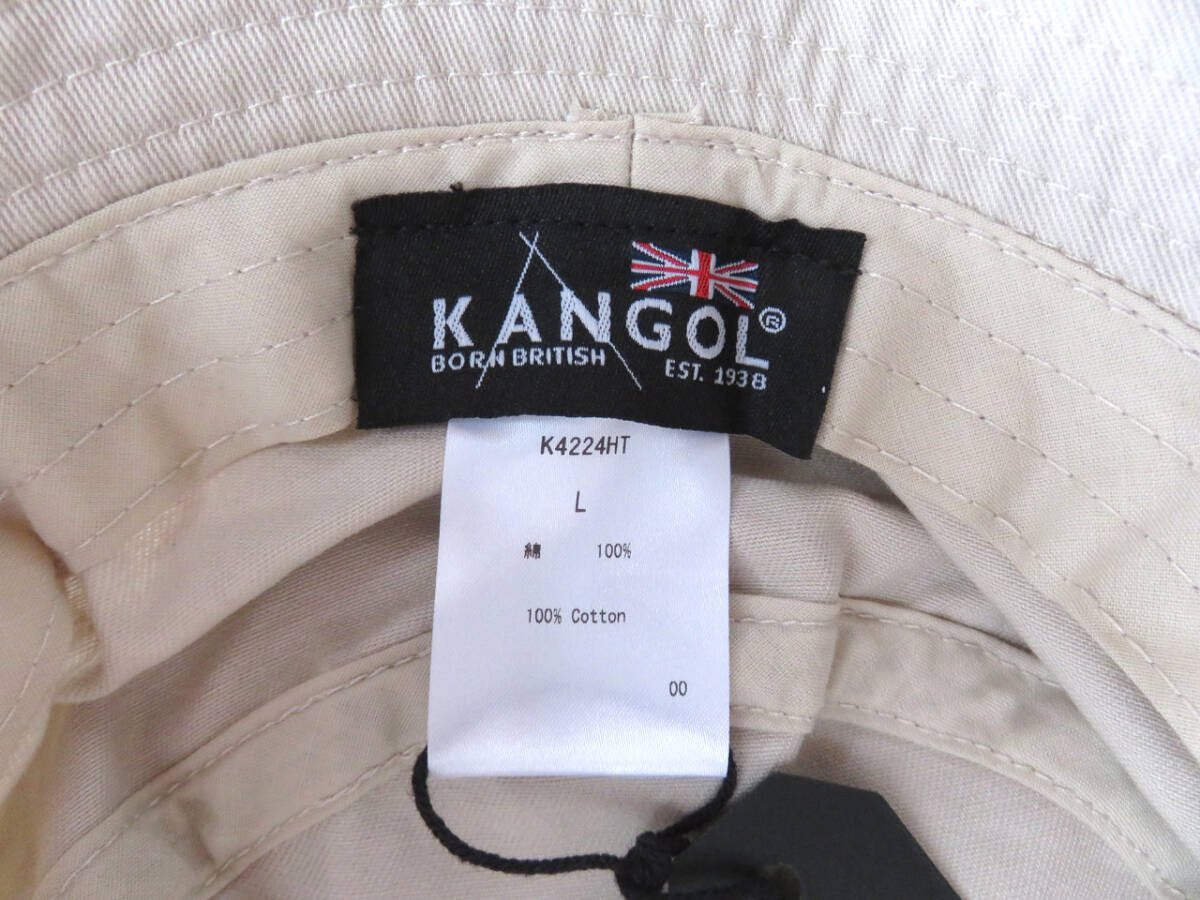 KANGOL®
BORN BRITISH
EST. 1938
K4224HT
L
綿 100%
100% Cotton
00